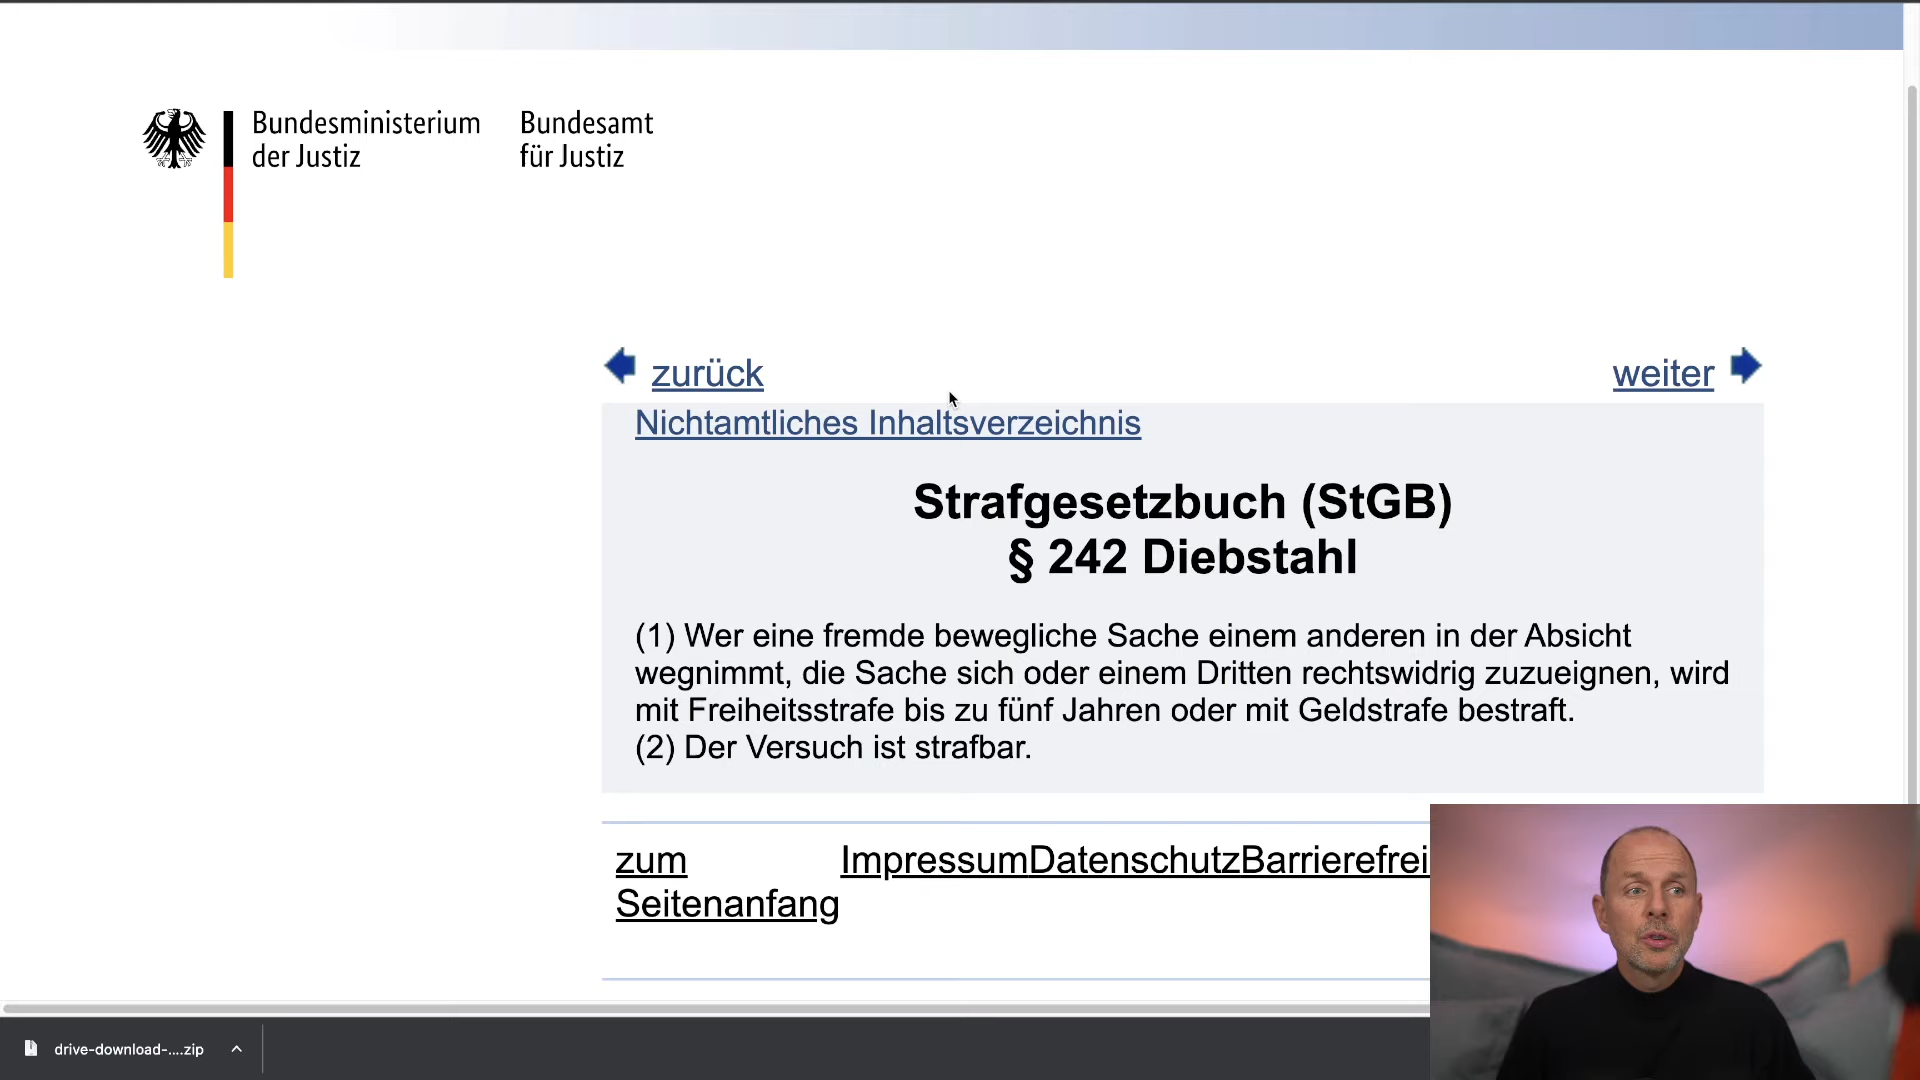 Bundesministerium
der Justiz
Bundesamt
für Justiz
zurück
weiter
Nichtamtliches Inhaltsverzeichnis
Strafgesetzbuch (StGB)
§ 242 Diebstahl
(1) Wer eine fremde bewegliche Sache einem anderen in der Absicht
wegnimmt, die Sache sich oder einem Dritten rechtswidrig zuzueignen, wird
mit Freiheitsstrafe bis zu fünf Jahren oder mit Geldstrafe bestraft.
(2) Der Versuch ist strafbar.
zum
Seitenanfang
ImpressumDatenschutzBarrierefrei
drive-download-....zip